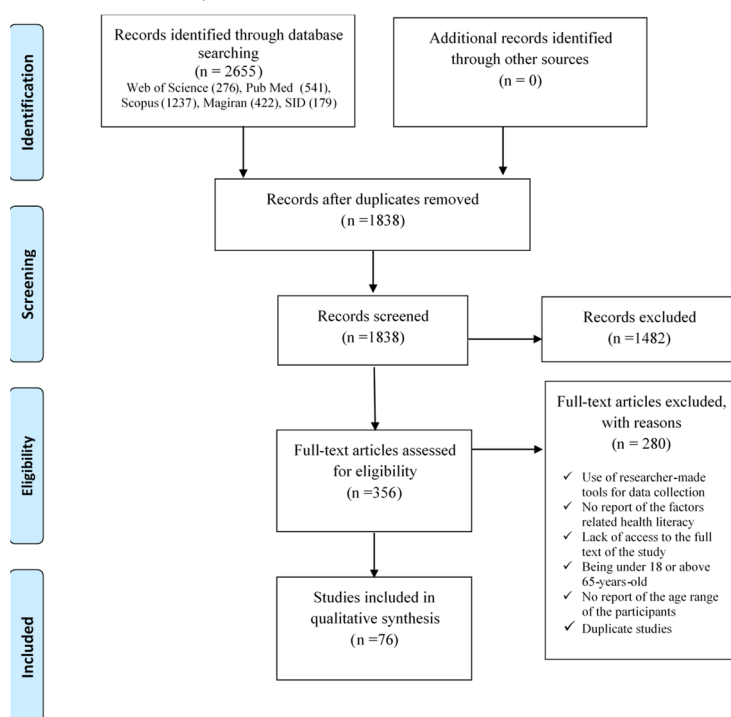 Identification
Records identified through database
searching
(n = 2655)
Web of Science (276), Pub Med (541),
Scopus (1237), Magiran (422), SID (179)
Additional records identified
through other sources
(n = 0)
Records after duplicates removed
(n =1838)
Screening
Records screened
(n =1838)
Records excluded
(n =1482)
Eligibility
Full-text articles assessed
for eligibility
(n =356)
Full-text articles excluded,
with reasons
(n = 280)
✓ Use of researcher-made
tools for data collection
✓ No report of the factors
related health literacy
✓ Lack of access to the full
text of the study
✓ Being under 18 or above
65-years-old
✓ No report of the age range
of the participants
✓ Duplicate studies
Included
Studies included in
qualitative synthesis
(n =76)